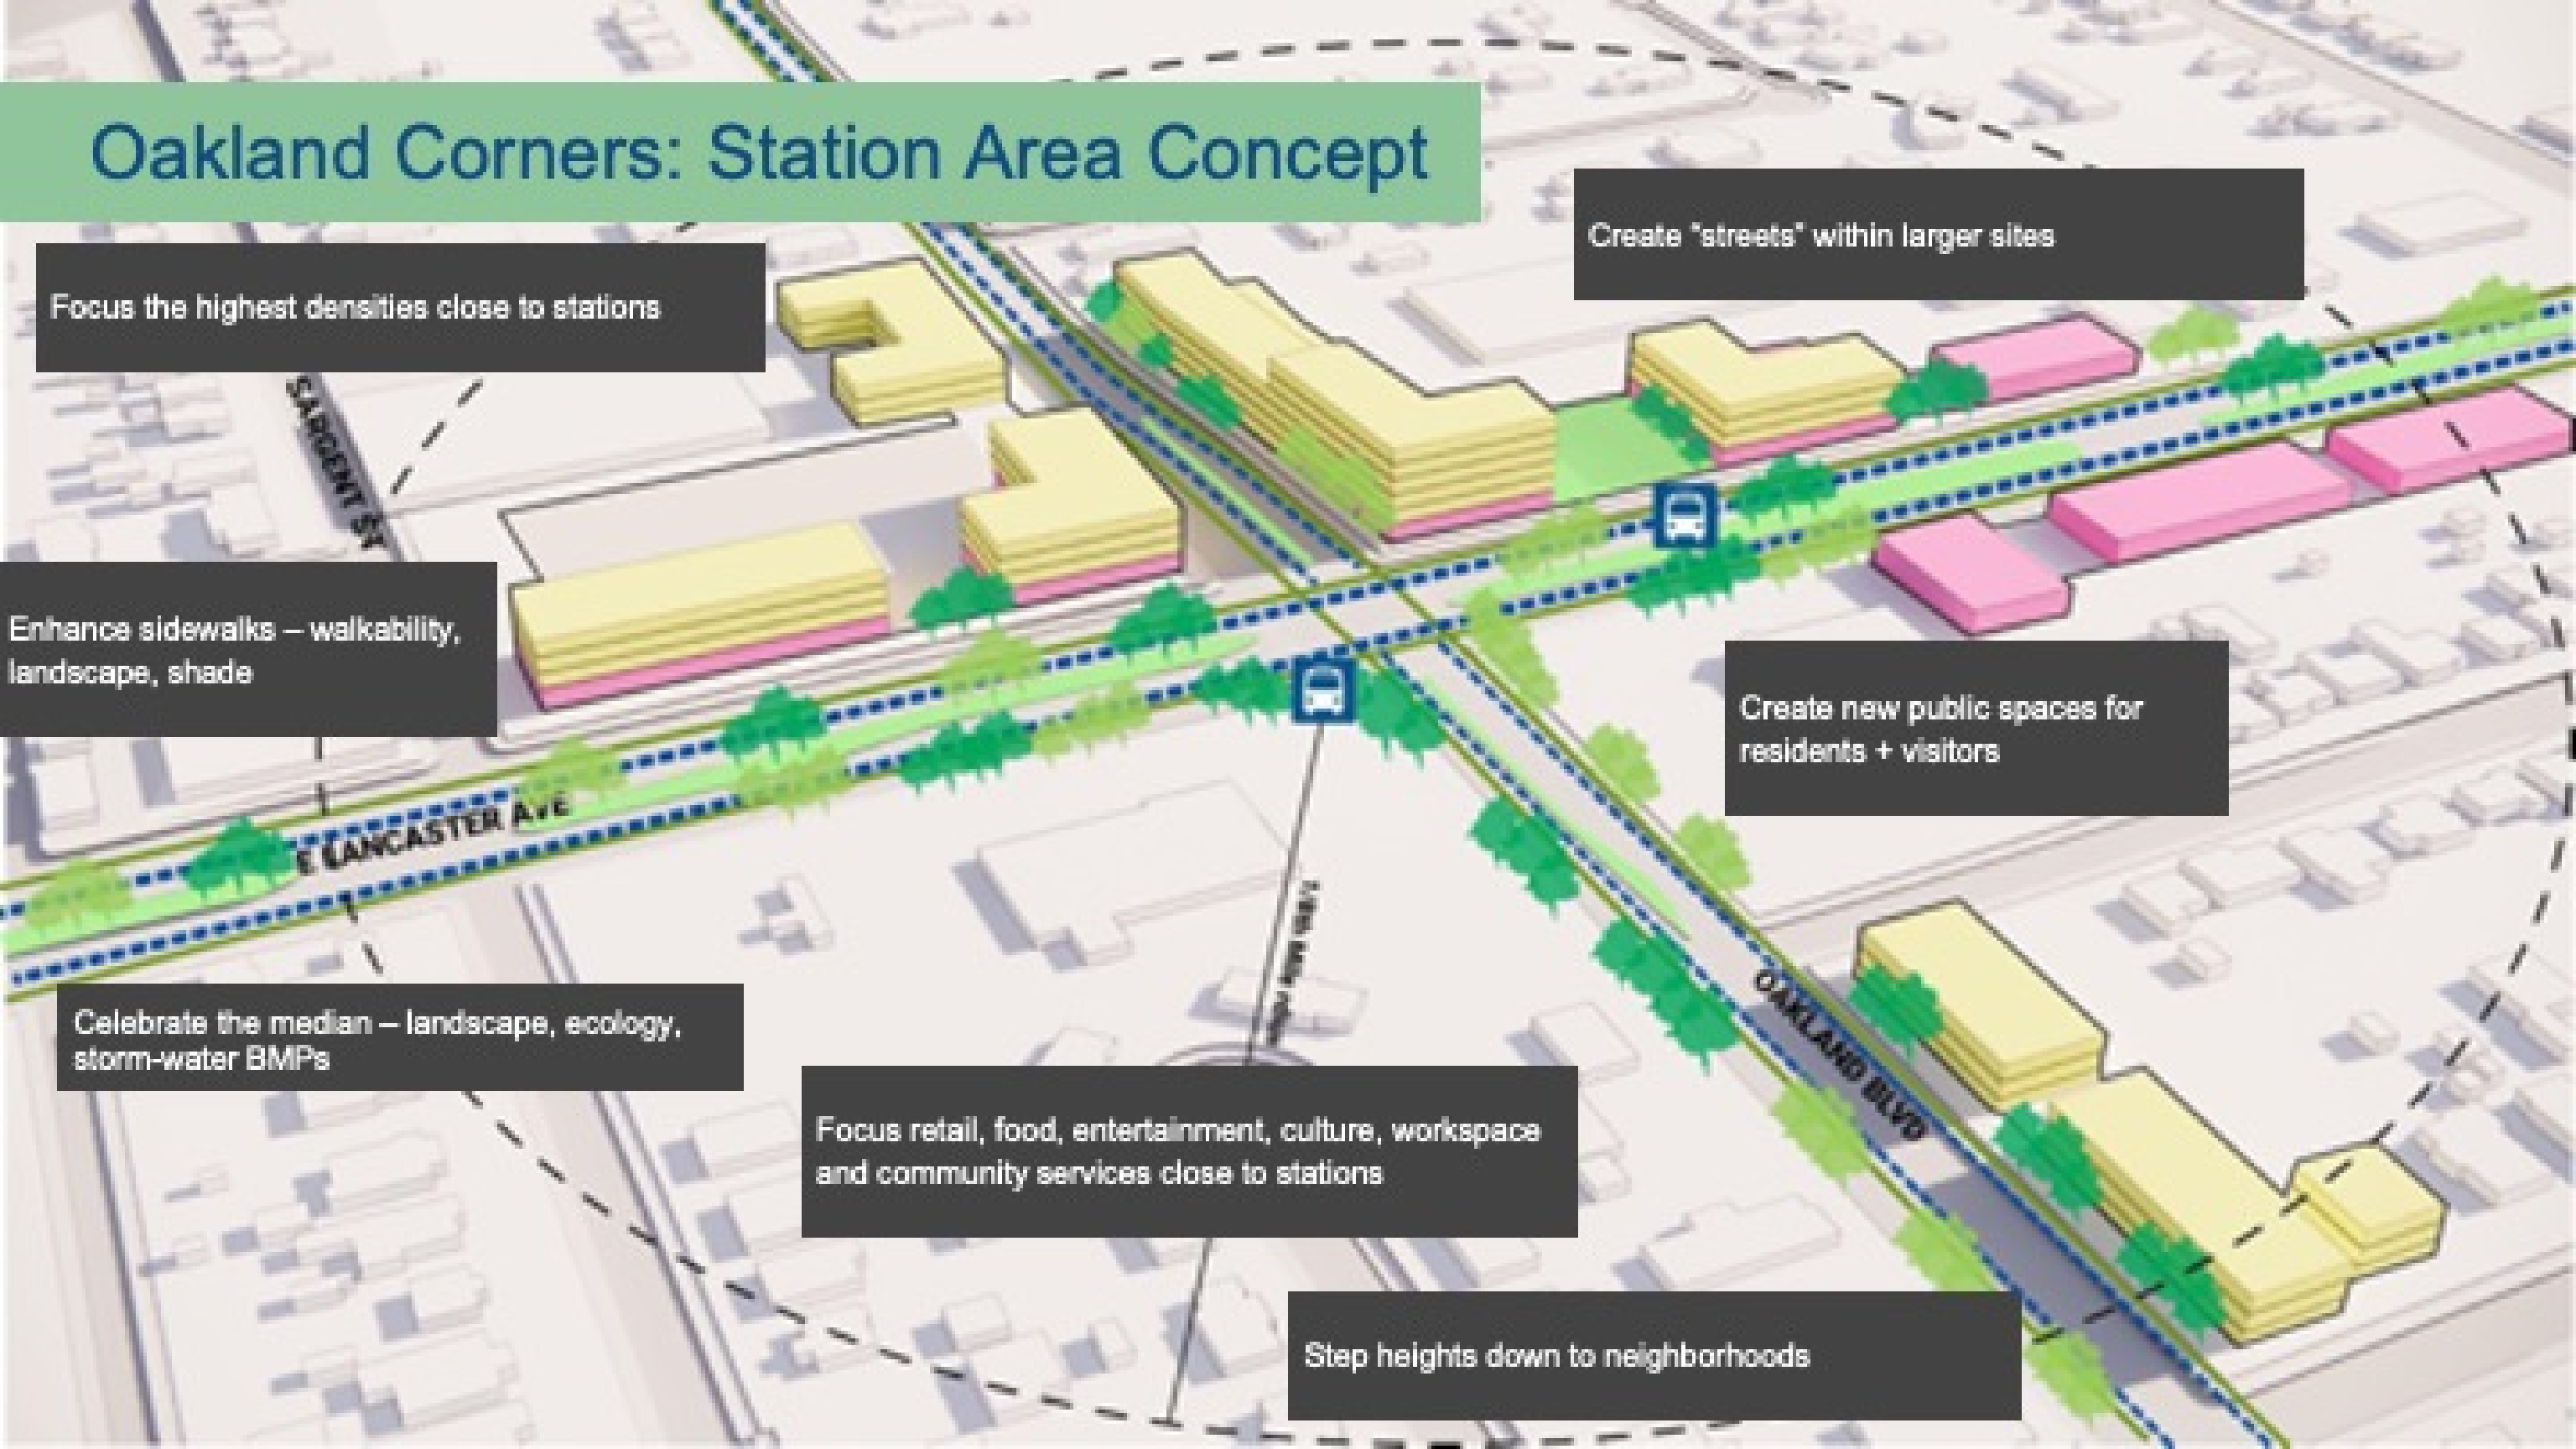 Oakland Corners: Station Area Concept
Create "streets" within larger sites
Focus the highest densities close to stations
SARGENT ST
Enhance sidewalks – walkability,
landscape, shade
Create new public spaces for
residents + visitors
E LANCASTER AVE
Celebrate the median – landscape, ecology,
storm-water BMPs
OAKLAND BLVD
Focus retail, food, entertainment, culture, workspace
and community services close to stations
Step heights down to neighborhoods